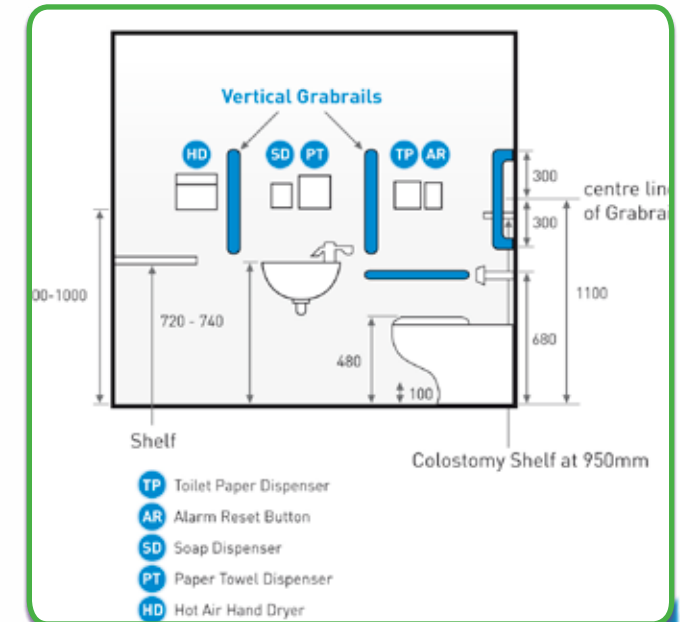 Vertical Grabrails
HD
SD
PT
TP
AR
300
centre lin
of Grabrai
300
00-1000
1100
720 - 740
680
480
100
Shelf
Colostomy Shelf at 950mm
TP Toilet Paper Dispenser
AR Alarm Reset Button
SD Soap Dispenser
PT Paper Towel Dispenser
HD Hot Air Hand Dryer